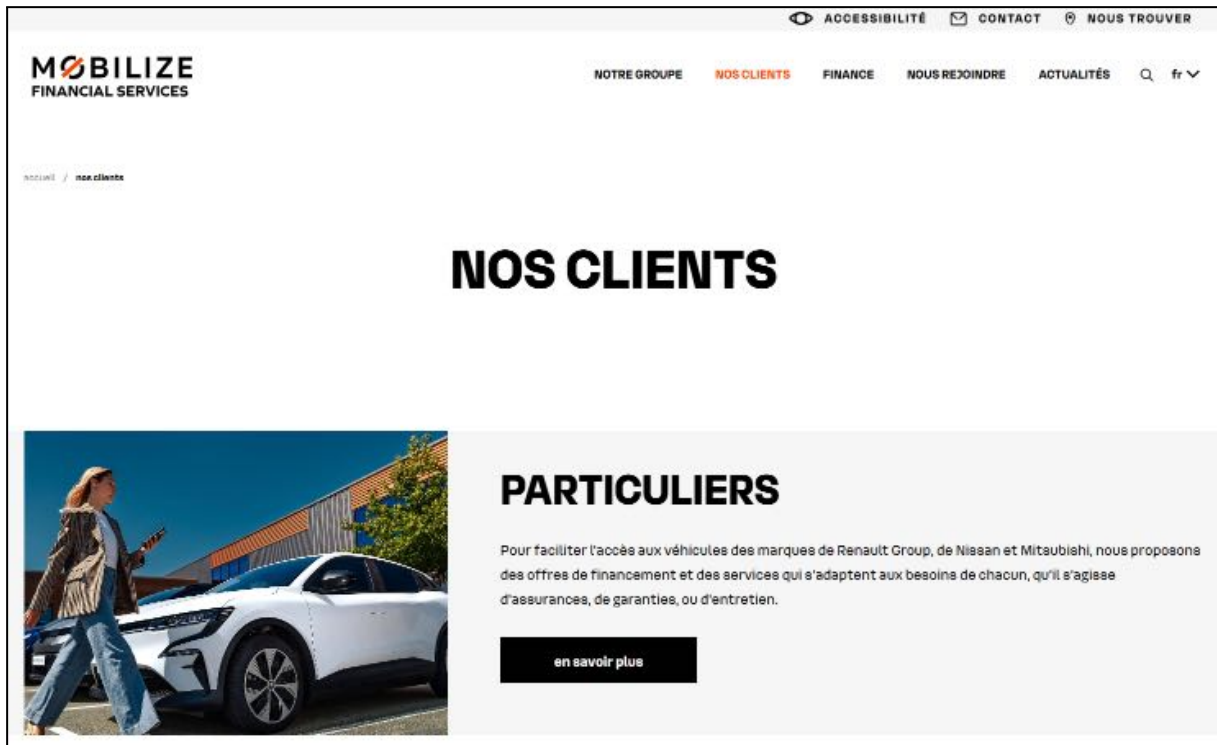 ACCESSIBILITÉ CONTACT NOUS TROUVER
MOBILIZE
FINANCIAL SERVICES
NOTRE GROUPE NOS CLIENTS FINANCE NOUS REJOINDRE ACTUALITÉS fr
accueil / nos clients
NOS CLIENTS
PARTICULIERS
Pour faciliter l'accès aux véhicules des marques de Renault Group, de Nissan et Mitsubishi, nous proposons
des offres de financement et des services qui s'adaptent aux besoins de chacun, qu'il s'agisse
d'assurances, de garanties, ou d'entretien.
en savoir plus